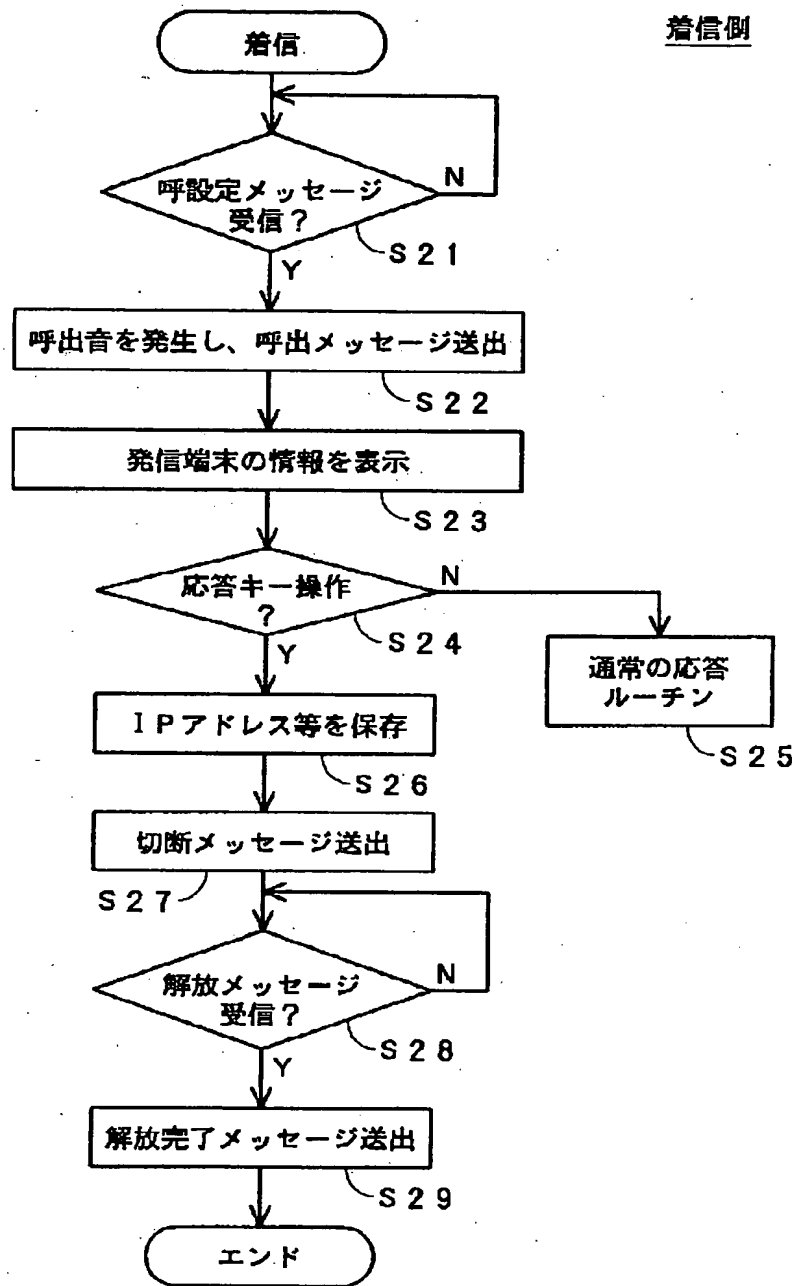 着信側
着信
呼設定メッセージ
受信？
N
S21
Y
呼出音を発生し、呼出メッセージ送出
S22
発信端末の情報を表示
S23
応答キー操作
？
N
S24
Y
通常の応答
ルーチン
S25
IPアドレス等を保存
S26
切断メッセージ送出
S27
解放メッセージ
受信？
N
S28
Y
解放完了メッセージ送出
S29
エンド